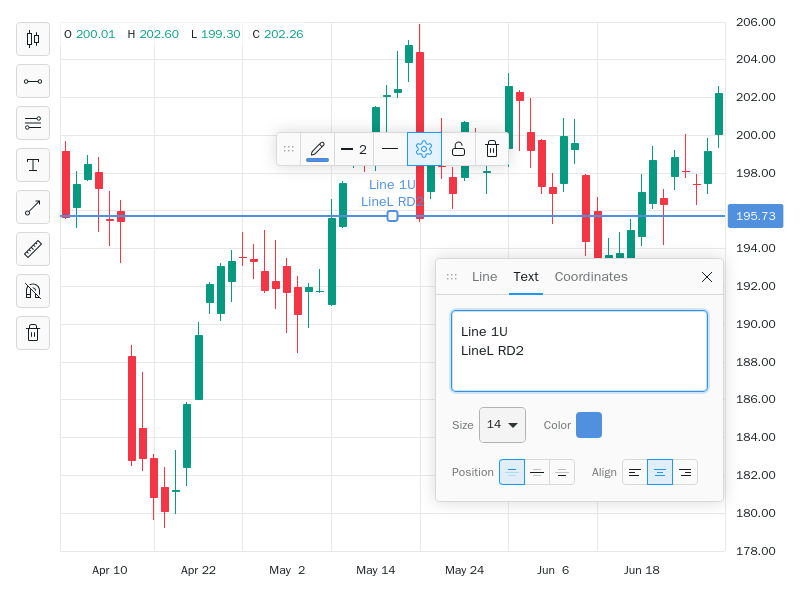 O 200.01 H 202.60 L 199.30 C 202.26
206.00
204.00
202.00
200.00
198.00
195.73
194.00
192.00
190.00
188.00
186.00
184.00
182.00
180.00
178.00
T
2
Line 1U
LineL RD2
Line Text Coordinates
Line 1U
LineL RD2
Size 14 Color
Position Align
Apr 10 Apr 22 May 2 May 14 May 24 Jun 6 Jun 18